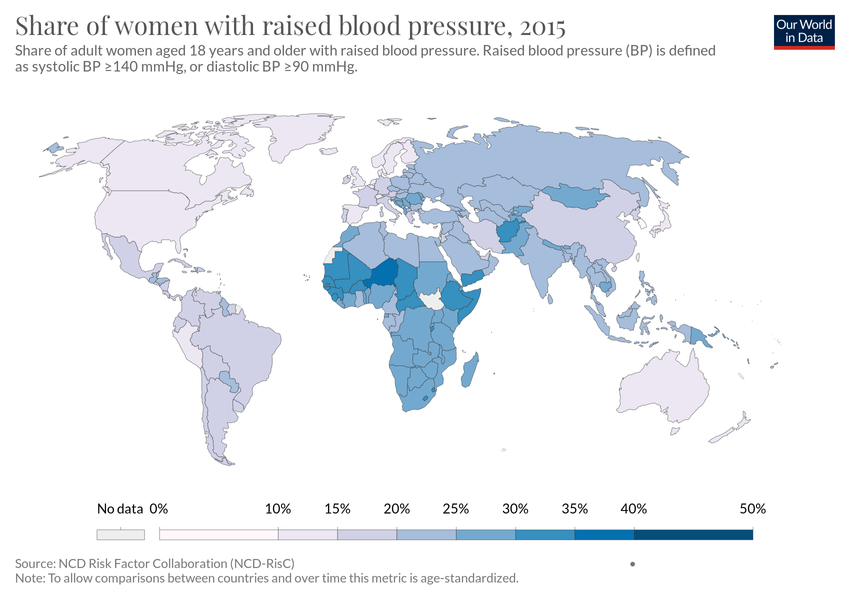 Share of women with raised blood pressure, 2015
Our World
in Data
Share of adult women aged 18 years and older with raised blood pressure. Raised blood pressure (BP) is defined
as systolic BP ≥140 mmHg, or diastolic BP ≥90 mmHg.
No data 0% 10% 15% 20% 25% 30% 35% 40% 50%
Source: NCD Risk Factor Collaboration (NCD-RisC)
Note: To allow comparisons between countries and over time this metric is age-standardized.